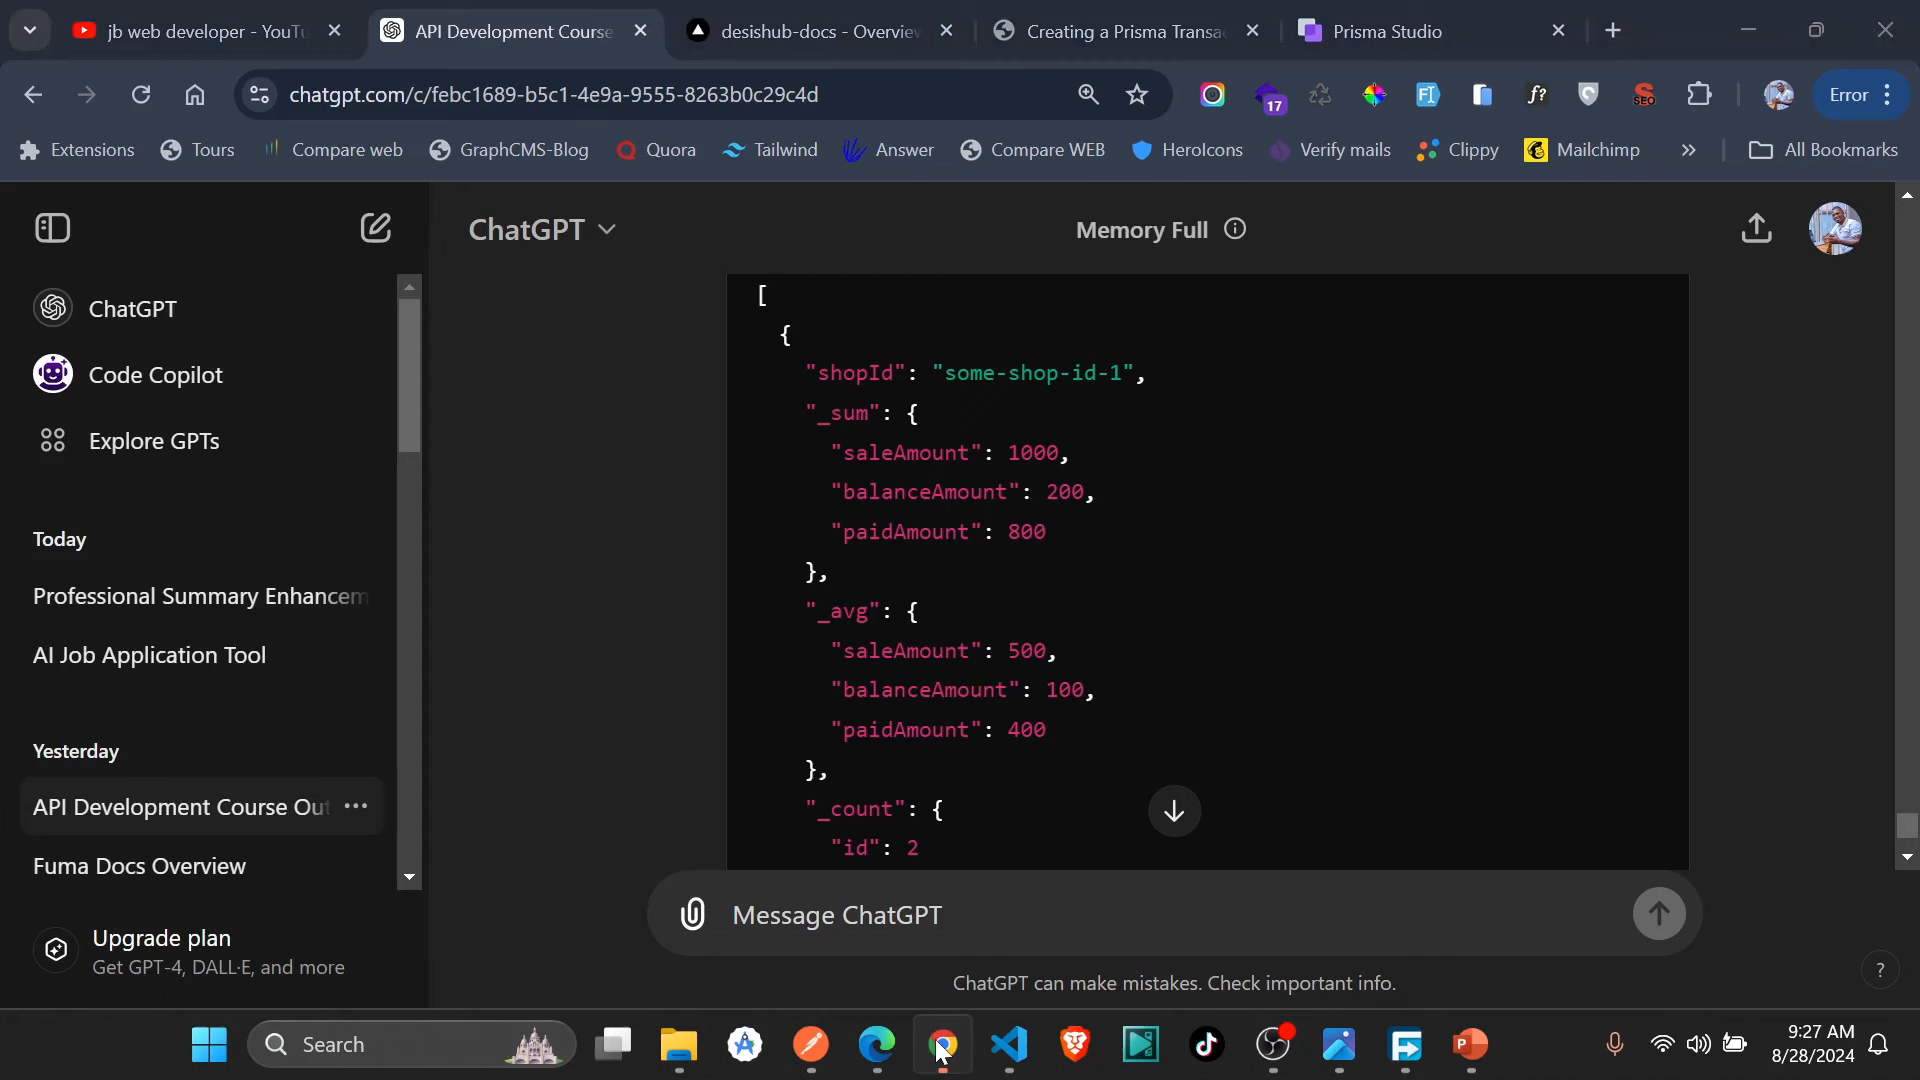 jb web developer - YouTu
API Development Course
desishub-docs - Overview
Creating a Prisma Transa
Prisma Studio
chatgpt.com/c/febc1689-b5c1-4e9a-9555-8263b0c29c4d
17
FI
f?
SEO
Error
Extensions
Tours
Compare web
GraphCMS-Blog
Quora
Tailwind
Answer
Compare WEB
HeroIcons
Verify mails
Clippy
Mailchimp
All Bookmarks
ChatGPT
Memory Full
ChatGPT
Code Copilot
Explore GPTs
Today
Professional Summary Enhancem
AI Job Application Tool
Yesterday
API Development Course Out
Fuma Docs Overview
Upgrade plan
Get GPT-4, DALL·E, and more
[
{
"shopId": "some-shop-id-1",
"_sum": {
"saleAmount": 1000,
"balanceAmount": 200,
"paidAmount": 800
},
"_avg": {
"saleAmount": 500,
"balanceAmount": 100,
"paidAmount": 400
},
"_count": {
"id": 2
Message ChatGPT
ChatGPT can make mistakes. Check important info.
?
Search
9:27 AM
8/28/2024